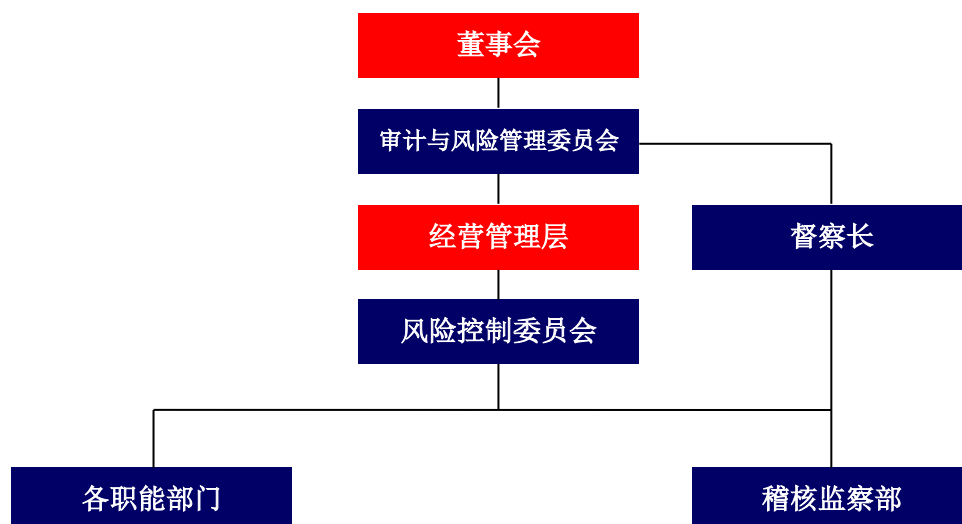 董事会
审计与风险管理委员会
经营管理层
督察长
风险控制委员会
各职能部门
稽核监察部